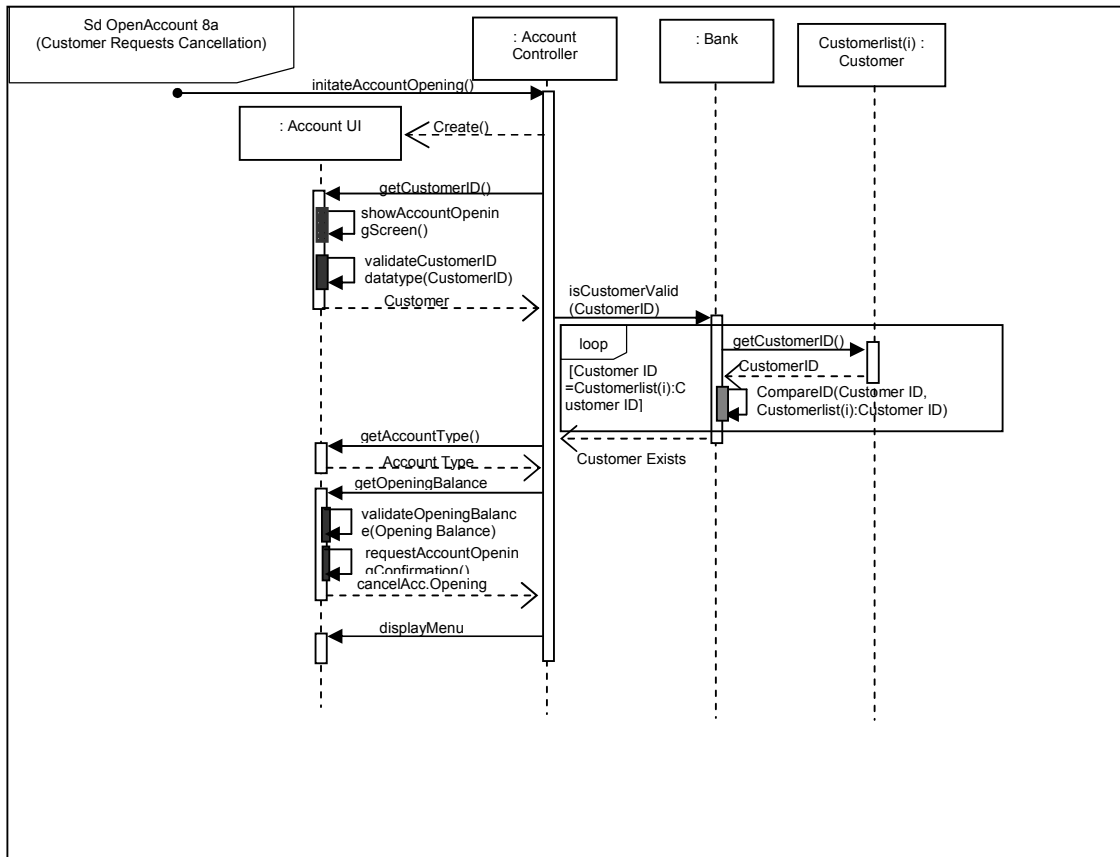 Sd OpenAccount 8a
(Customer Requests Cancellation)
: Account
Controller
: Bank
Customerlist(i) :
Customer
initateAccountOpening()
: Account UI
Create()
getCustomerID()
showAccountOpenin
gScreen()
validateCustomerID
datatype(CustomerID)
Customer
isCustomerValid
(CustomerID)
loop
getCustomerID()
[Customer ID
=Customerlist(i):C
ustomer ID]
CustomerID
CompareID(Customer ID,
Customerlist(i):Customer ID)
getAccountType()
Customer Exists
Account Type
getOpeningBalance
validateOpeningBalanc
e(Opening Balance)
requestAccountOpenin
gConfirmation()
cancelAcc.Opening
displayMenu